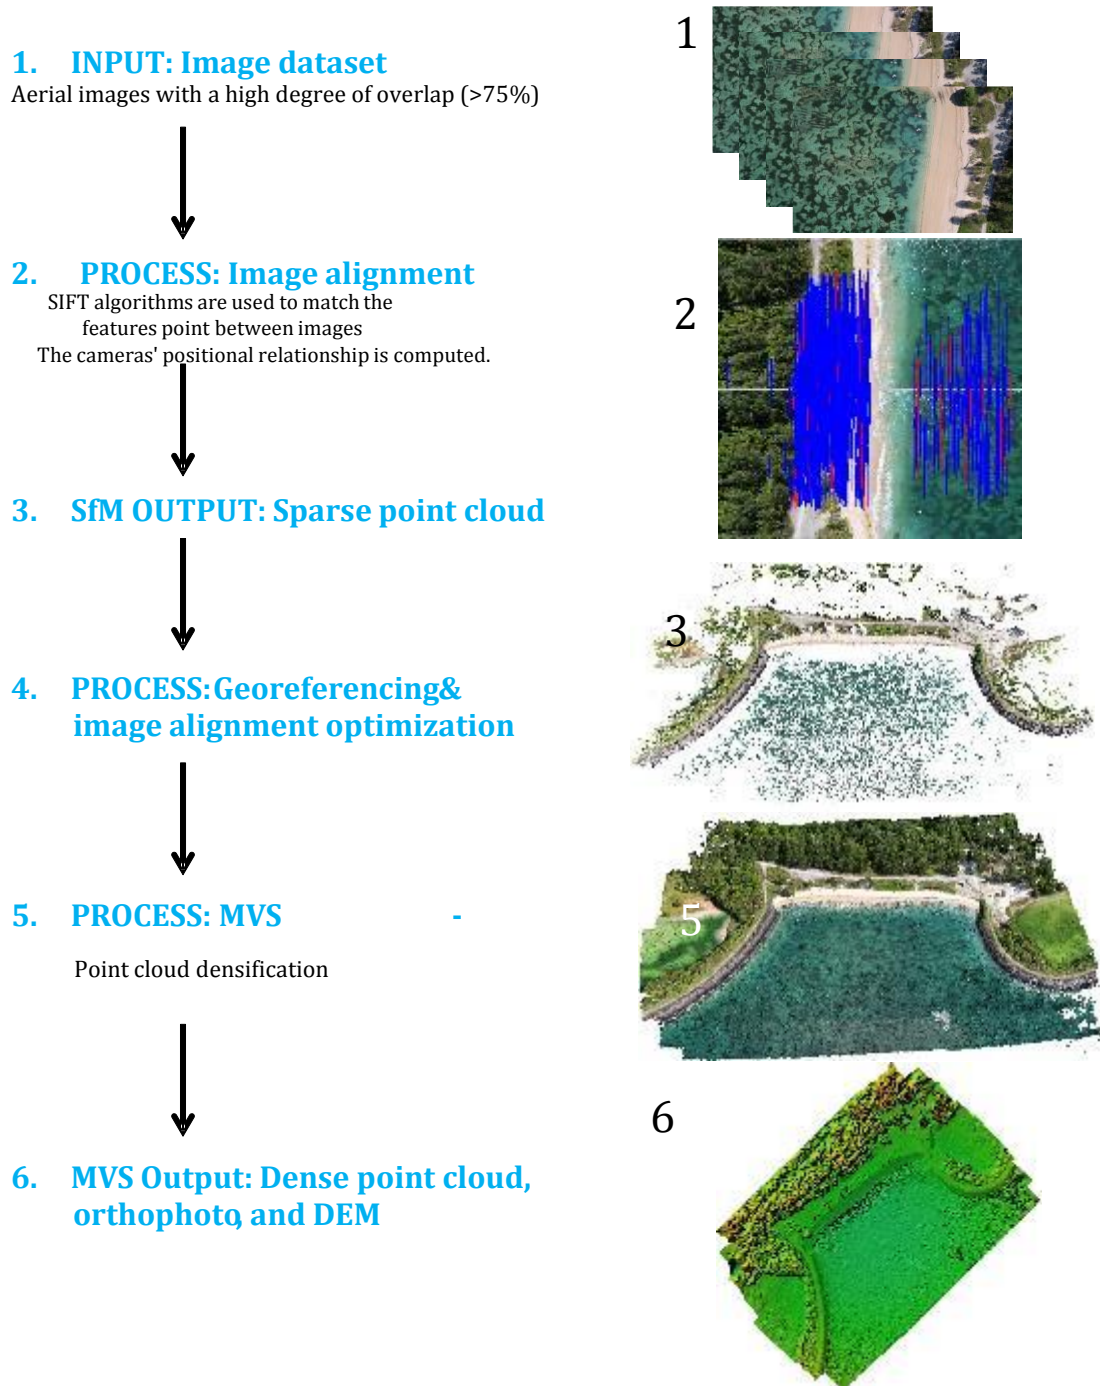 1. INPUT: Image dataset
Aerial images with a high degree of overlap (>75%)
2. PROCESS: Image alignment
SIFT algorithms are used to match the
features point between images
The cameras' positional relationship is computed.
3. SfM OUTPUT: Sparse point cloud
4. PROCESS:Georeferencing&
image alignment optimization
5. PROCESS: MVS -
Point cloud densification
6. MVS Output: Dense point cloud,
orthophoto, and DEM
1
2
3
5
6